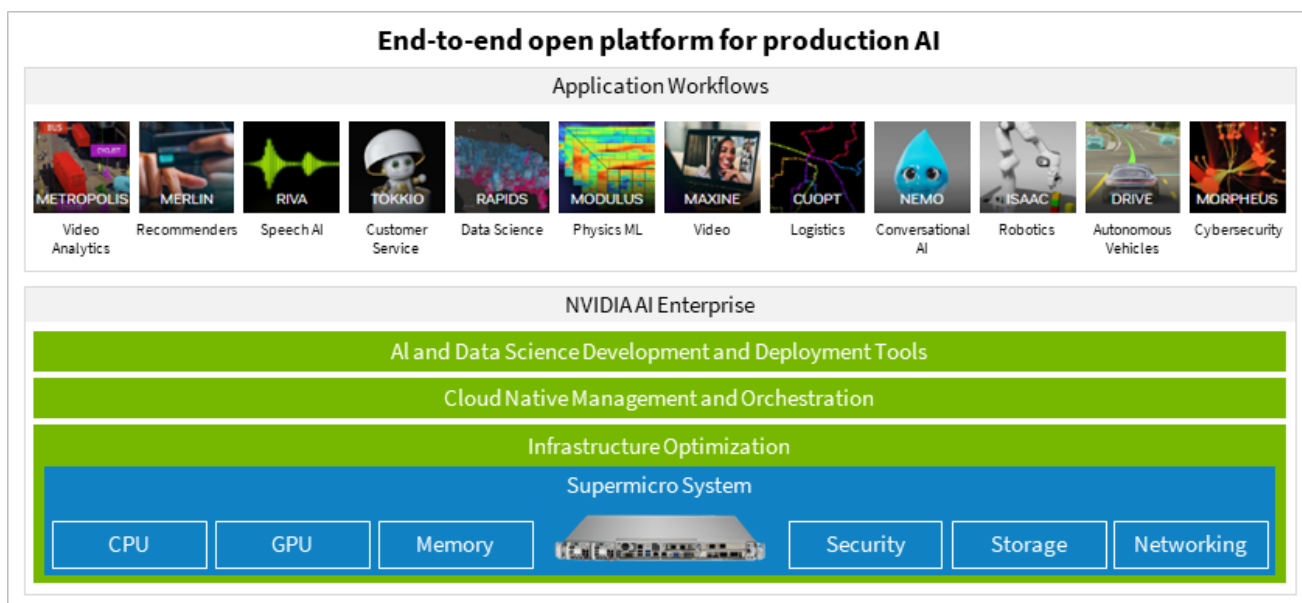 End-to-end open platform for production AI
Application Workflows
BUS
CYCLIST
METROPOLIS
MERLIN
RIVA
TOKKIO
RAPIDS
MODULUS
MAXINE
CUOPT
NEMO
ISAAC
DRIVE
MORPHEUS
Video
Analytics
Recommenders
Speech AI
Customer
Service
Data Science
Physics ML
Video
Logistics
Conversational
AI
Robotics
Autonomous
Vehicles
Cybersecurity
NVIDIA AI Enterprise
AI and Data Science Development and Deployment Tools
Cloud Native Management and Orchestration
Infrastructure Optimization
Supermicro System
CPU
GPU
Memory
Security
Storage
Networking